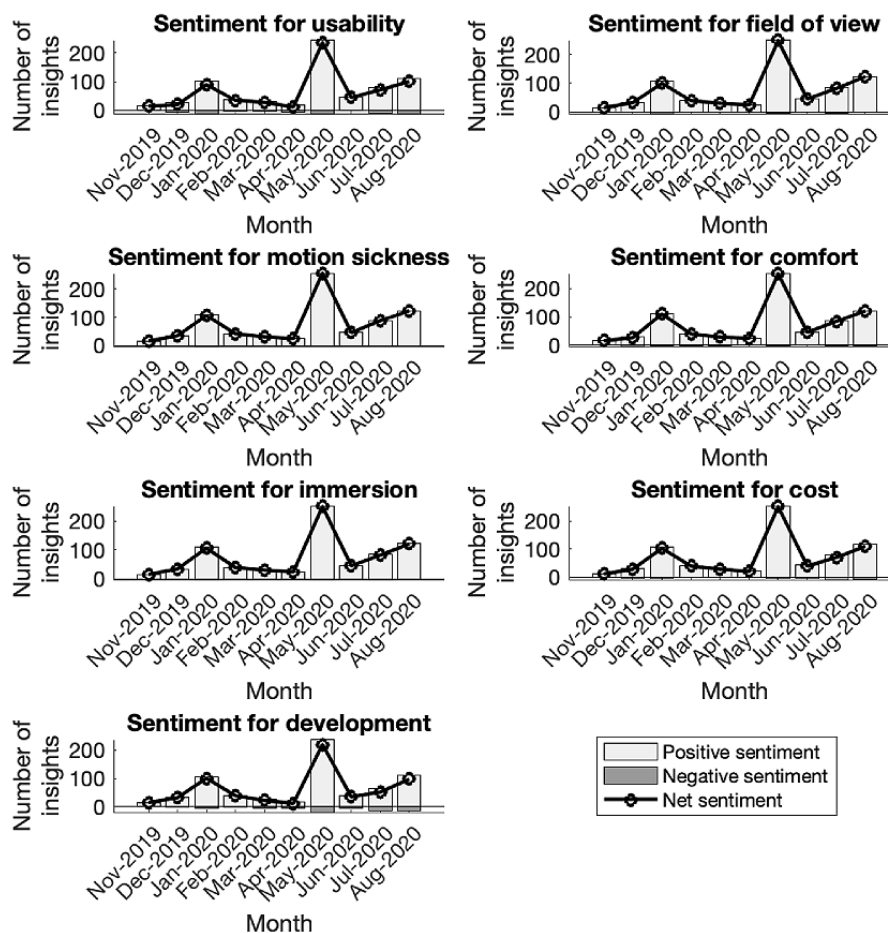 Sentiment for usability
Number of
insights
200
100
0
Nov-2019
Dec-2019
Jan-2020
Feb-2020
Mar-2020
Apr-2020
May-2020
Jun-2020
Jul-2020
Aug-2020
Month
Sentiment for field of view
Number of
insights
200
100
0
Nov-2019
Dec-2019
Jan-2020
Feb-2020
Mar-2020
Apr-2020
May-2020
Jun-2020
Jul-2020
Aug-2020
Month
Sentiment for motion sickness
Number of
insights
200
100
0
Nov-2019
Dec-2019
Jan-2020
Feb-2020
Mar-2020
Apr-2020
May-2020
Jun-2020
Jul-2020
Aug-2020
Month
Sentiment for comfort
Number of
insights
200
100
0
Nov-2019
Dec-2019
Jan-2020
Feb-2020
Mar-2020
Apr-2020
May-2020
Jun-2020
Jul-2020
Aug-2020
Month
Sentiment for immersion
Number of
insights
200
100
0
Nov-2019
Dec-2019
Jan-2020
Feb-2020
Mar-2020
Apr-2020
May-2020
Jun-2020
Jul-2020
Aug-2020
Month
Sentiment for cost
Number of
insights
200
100
0
Nov-2019
Dec-2019
Jan-2020
Feb-2020
Mar-2020
Apr-2020
May-2020
Jun-2020
Jul-2020
Aug-2020
Month
Sentiment for development
Number of
insights
200
100
0
Nov-2019
Dec-2019
Jan-2020
Feb-2020
Mar-2020
Apr-2020
May-2020
Jun-2020
Jul-2020
Aug-2020
Month
Positive sentiment
Negative sentiment
Net sentiment